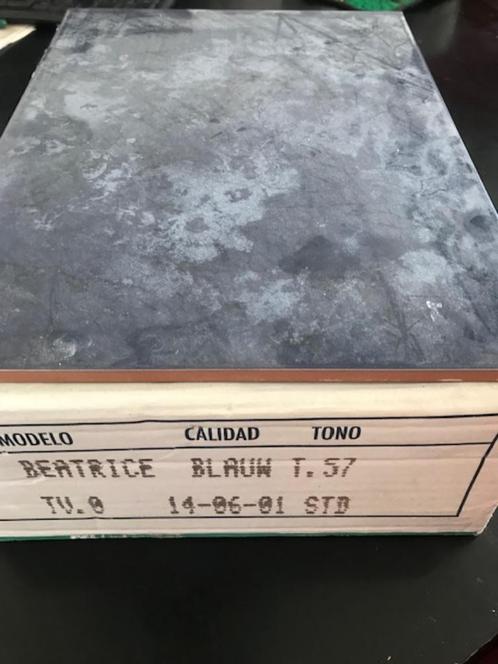 MODELO CALIDAD TONO
BEATRICE BLAUW T.57
TV.0 14-06-01 STD